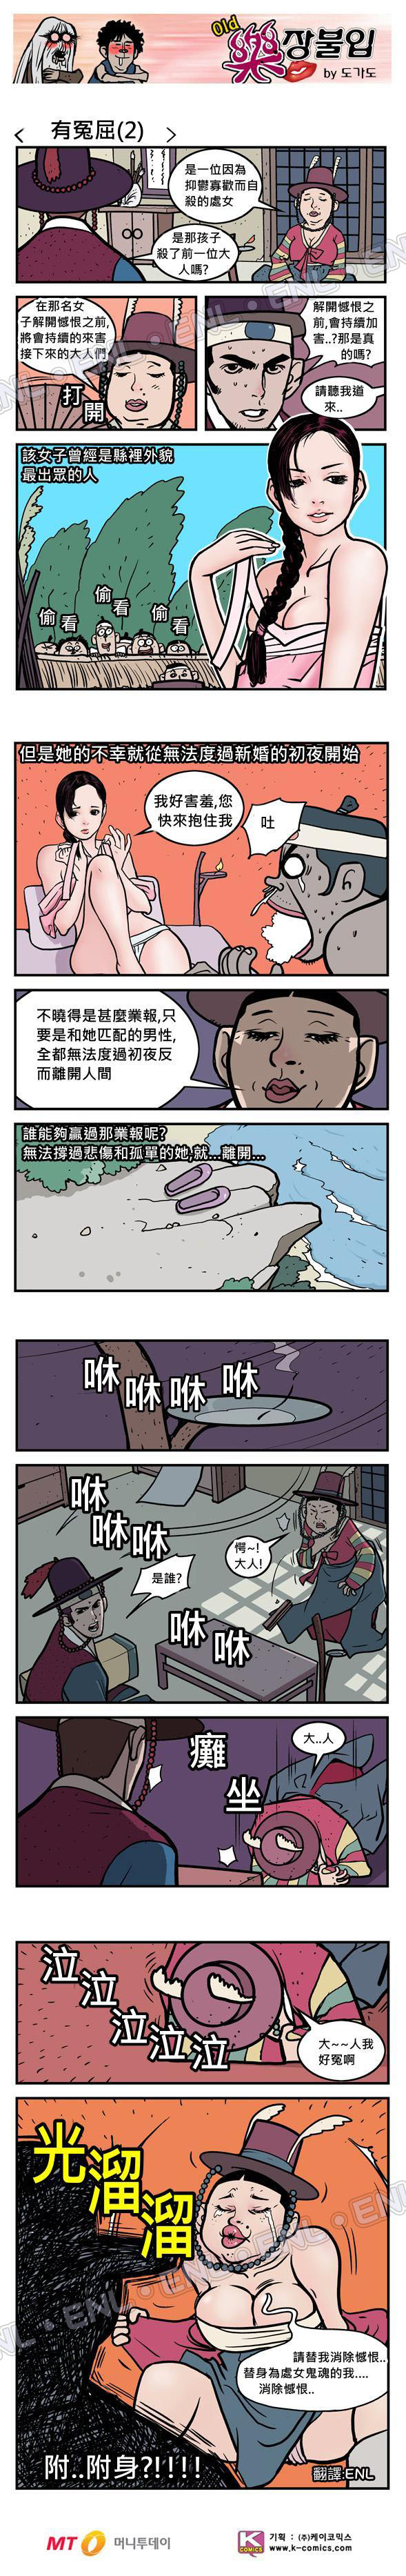 Old 樂장불입
by 도가도
< 有冤屈(2) >
是一位因為
抑鬱寡歡而自
殺的處女
是那孩子
殺了前一位大
人嗎?
在那名女
子解開憾恨之前,
將會持續的來害
接下來的大人們
打開
解開憾恨之
前,會持續加
害..?那是真
的嗎?
請聽我道
來..
該女子曾經是縣裡外貌
最出眾的人
偷看
偷看
偷看
但是她的不幸就從無法度過新婚的初夜開始
我好害羞,您
快來抱住我
吐
不曉得是甚麼業報,只
要是和她匹配的男性,
全都無法度過初夜反
而離開人間
誰能夠贏過那業報呢?
無法撐過悲傷和孤單的她,就...離開...
咻咻咻 咻
咻咻咻
愕~!
大人!
是誰?
咻咻
大..人
癱坐
泣泣泣泣泣
大~~人我
好冤啊
光溜溜
請替我消除憾恨..
替身為處女鬼魂的我....
消除憾恨..
附..附身?!!!!
翻譯:ENL
ENL • ENL • ENL
MT 머니투데이
K COMICS
기획 : (주)케이코믹스
www.k-comics.com